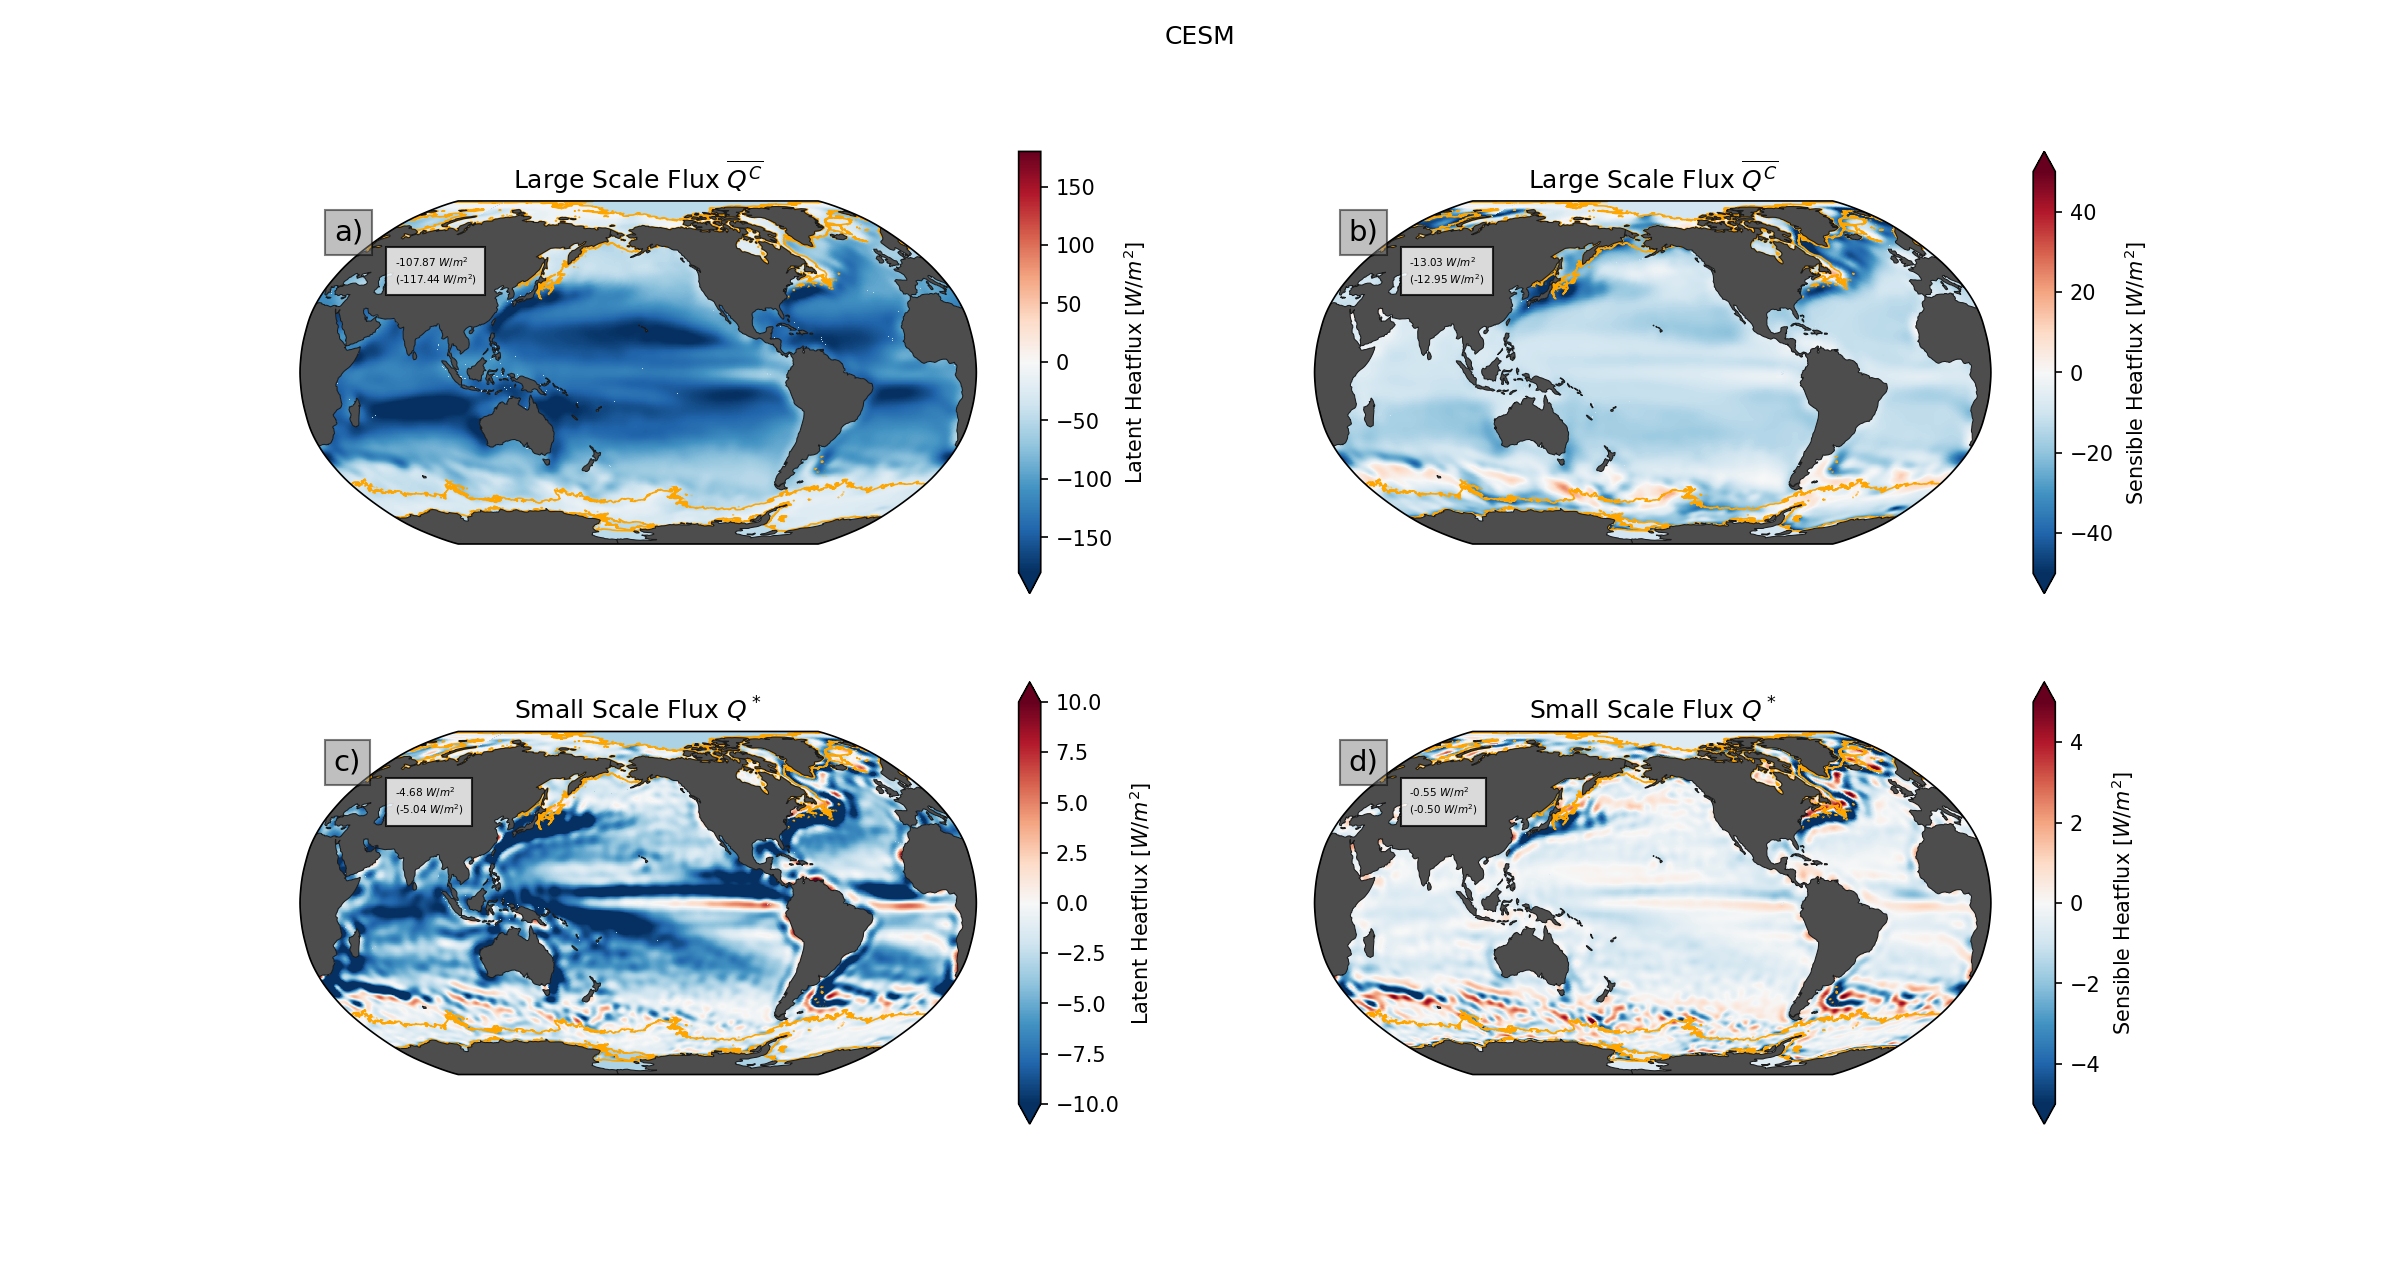 CESM
Large Scale Flux $\overline{Q^C}$
a)
-107.87 W/m²
(-117.44 W/m²)
150
100
50
0
−50
−100
−150
Latent Heatflux [W/m²]
Large Scale Flux $\overline{Q^C}$
b)
-13.03 W/m²
(-12.95 W/m²)
40
20
0
−20
−40
Sensible Heatflux [W/m²]
Small Scale Flux Q*
c)
-4.68 W/m²
(-5.04 W/m²)
10.0
7.5
5.0
2.5
0.0
−2.5
−5.0
−7.5
−10.0
Latent Heatflux [W/m²]
Small Scale Flux Q*
d)
-0.55 W/m²
(-0.50 W/m²)
4
2
0
−2
−4
Sensible Heatflux [W/m²]